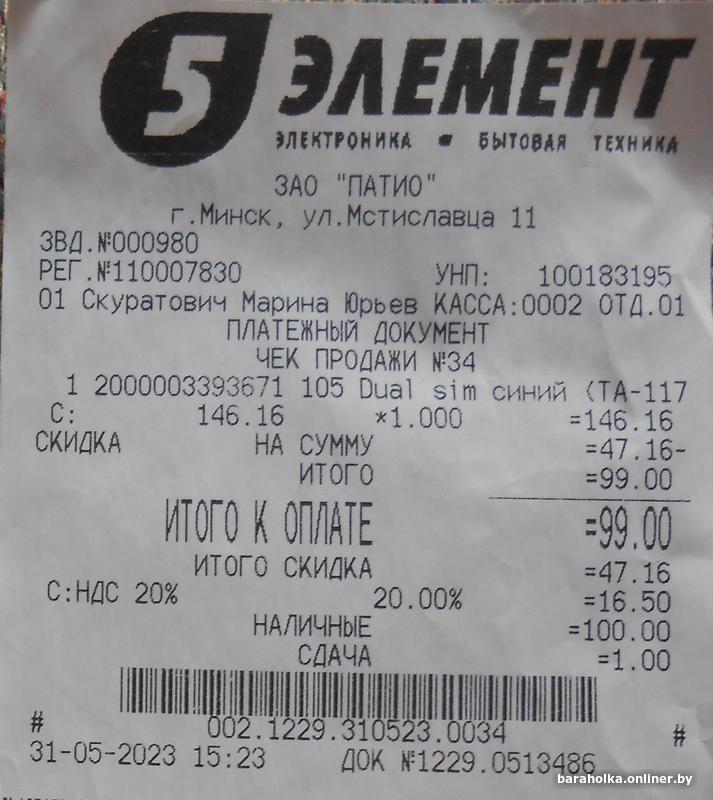 5 ЭЛЕМЕНТ
ЭЛЕКТРОНИКА • БЫТОВАЯ ТЕХНИКА
ЗАО "ПАТИО"
г.Минск, ул.Мстиславца 11
ЗВД.№000980
РЕГ.№110007830 УНП: 100183195
01 Скуратович Марина Юрьев КАССА:0002 ОТД.01
ПЛАТЕЖНЫЙ ДОКУМЕНТ
ЧЕК ПРОДАЖИ №34
1 2000003393671 105 Dual sim синий (TA-117
С: 146.16 *1.000 =146.16
СКИДКА НА СУММУ =47.16-
ИТОГО =99.00
ИТОГО К ОПЛАТЕ =99.00
ИТОГО СКИДКА =47.16
С:НДС 20% 20.00% =16.50
НАЛИЧНЫЕ =100.00
СДАЧА =1.00
# 002.1229.310523.0034 #
31-05-2023 15:23 ДОК №1229.0513486
baraholka.onliner.by